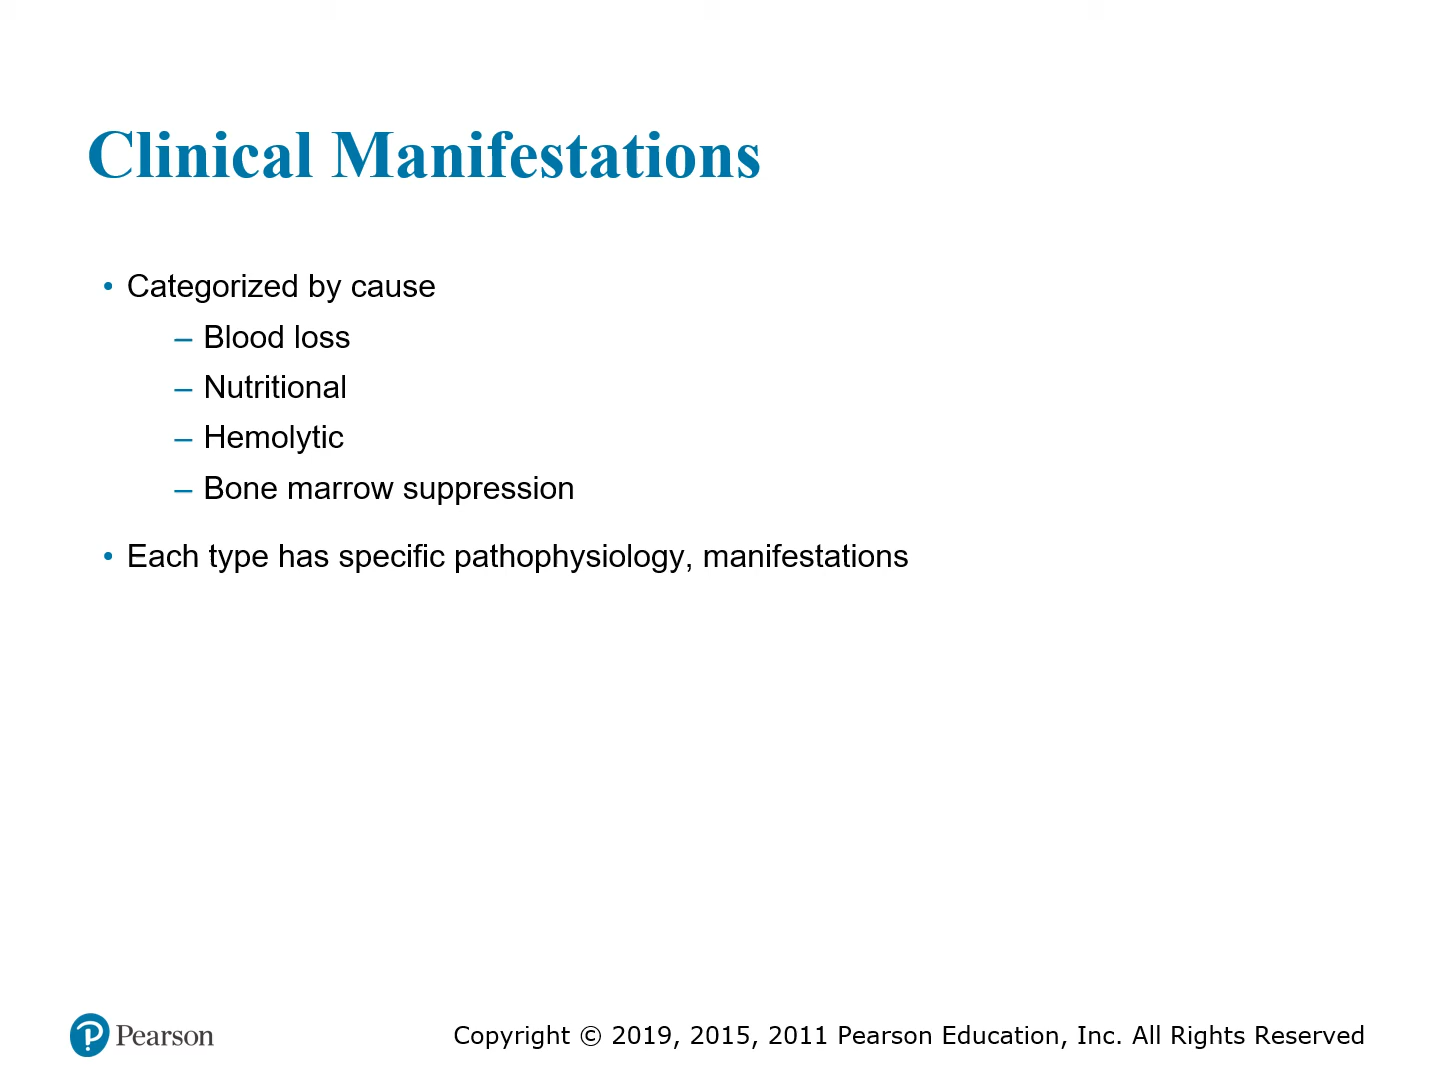 Clinical Manifestations
• Categorized by cause
– Blood loss
– Nutritional
– Hemolytic
– Bone marrow suppression
• Each type has specific pathophysiology, manifestations
Pearson
Copyright © 2019, 2015, 2011 Pearson Education, Inc. All Rights Reserved